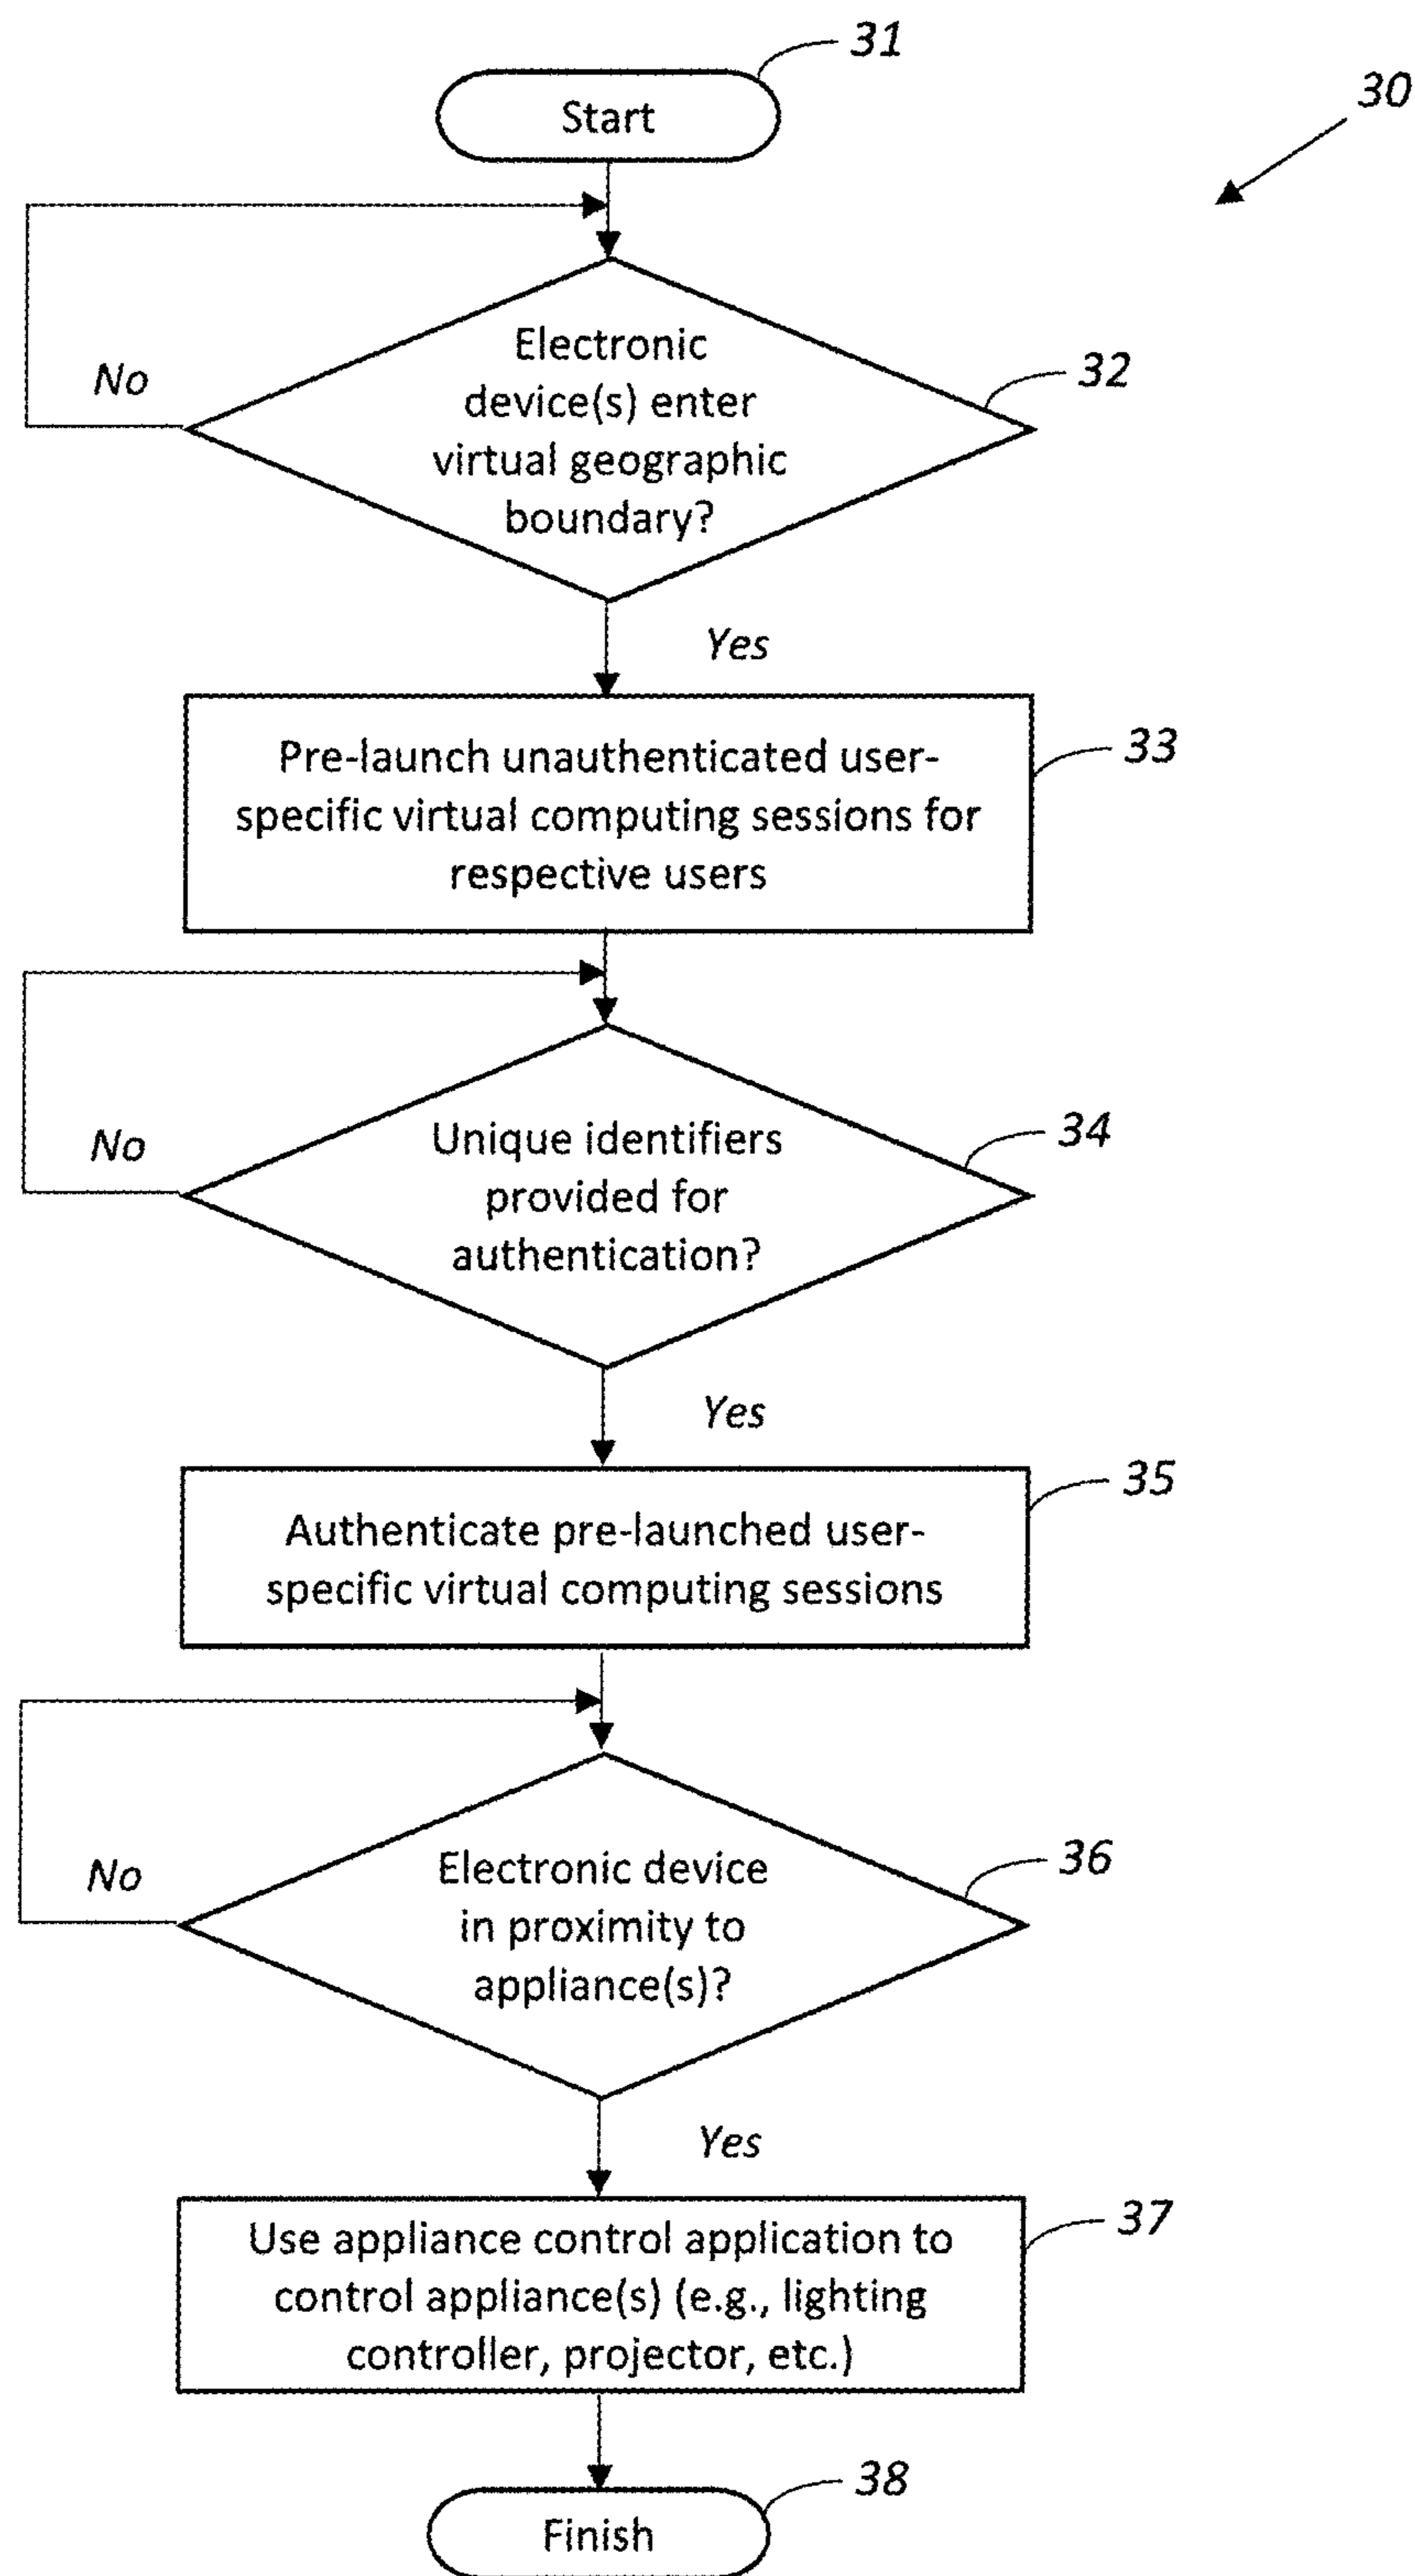 31
Start
30
Electronic
device(s) enter
virtual geographic
boundary?
32
No
Yes
Pre-launch unauthenticated user-
specific virtual computing sessions for
respective users
33
Unique identifiers
provided for
authentication?
34
No
Yes
Authenticate pre-launched user-
specific virtual computing sessions
35
Electronic device
in proximity to
appliance(s)?
36
No
Yes
Use appliance control application to
control appliance(s) (e.g., lighting
controller, projector, etc.)
37
38
Finish